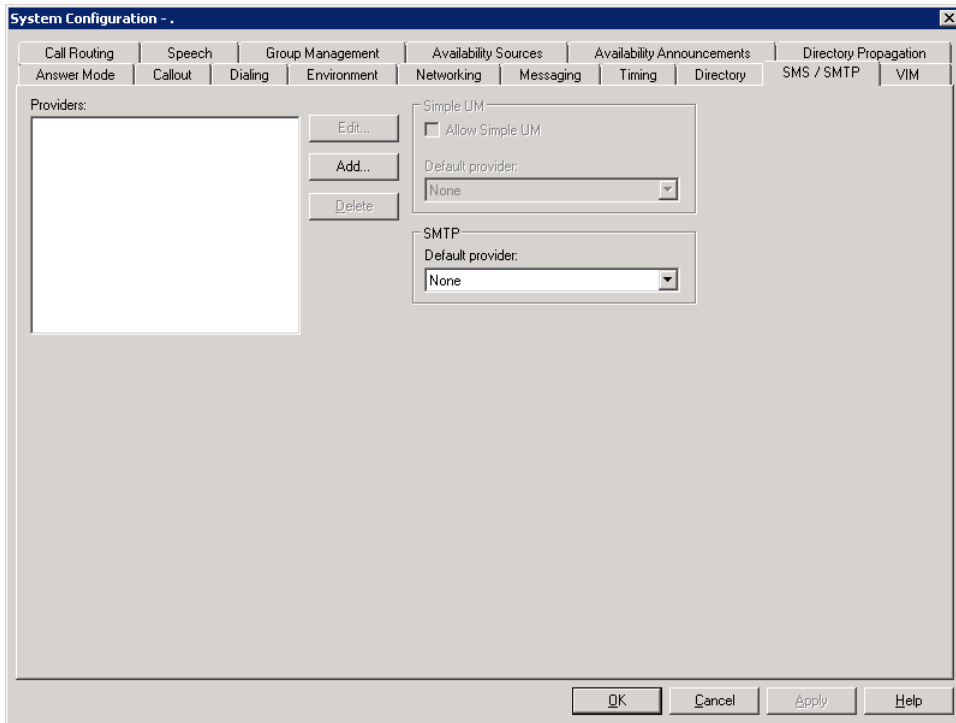 System Configuration - .
Call Routing Speech Group Management Availability Sources Availability Announcements Directory Propagation
Answer Mode Callout Dialing Environment Networking Messaging Timing Directory SMS / SMTP VIM
Providers:
Edit...
Add...
Delete
Simple UM
Allow Simple UM
Default provider:
None
SMTP
Default provider:
None
OK Cancel Apply Help